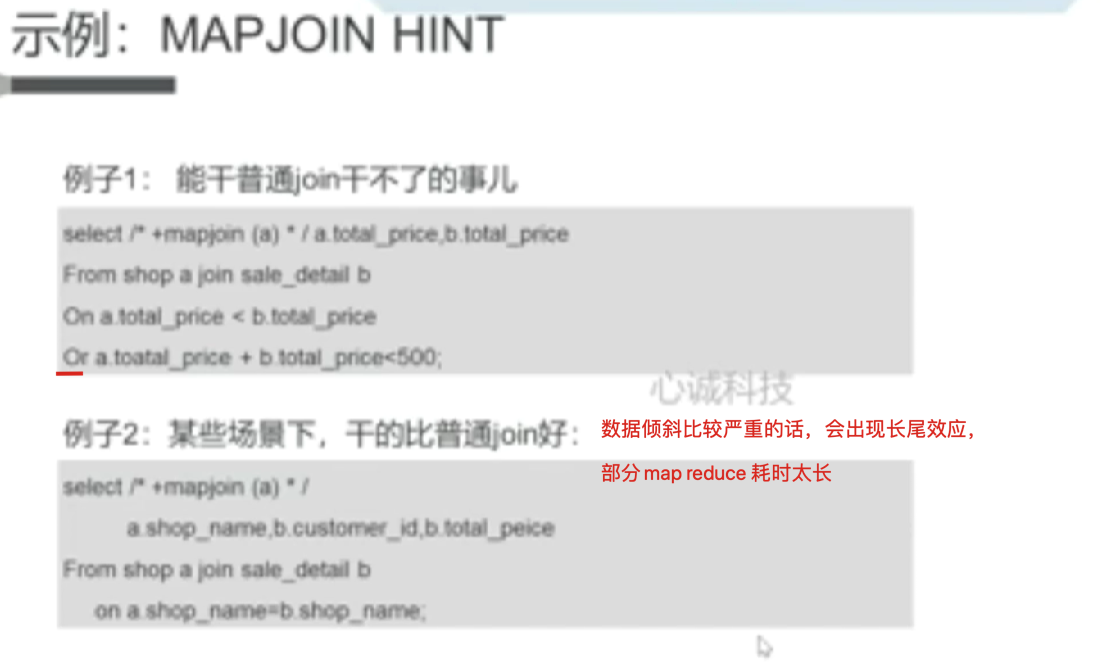 示例：MAPJOIN HINT
例子1： 能干普通join干不了的事儿
select /* +mapjoin (a) * / a.total_price,b.total_price
From shop a join sale_detail b
On a.total_price < b.total_price
Or a.toatal_price + b.total_price<500;
心诚科技
例子2：某些场景下，干的比普通join好：
数据倾斜比较严重的话，会出现长尾效应，
部分 map reduce 耗时太长
select /* +mapjoin (a) * /
a.shop_name,b.customer_id,b.total_peice
From shop a join sale_detail b
on a.shop_name=b.shop_name;